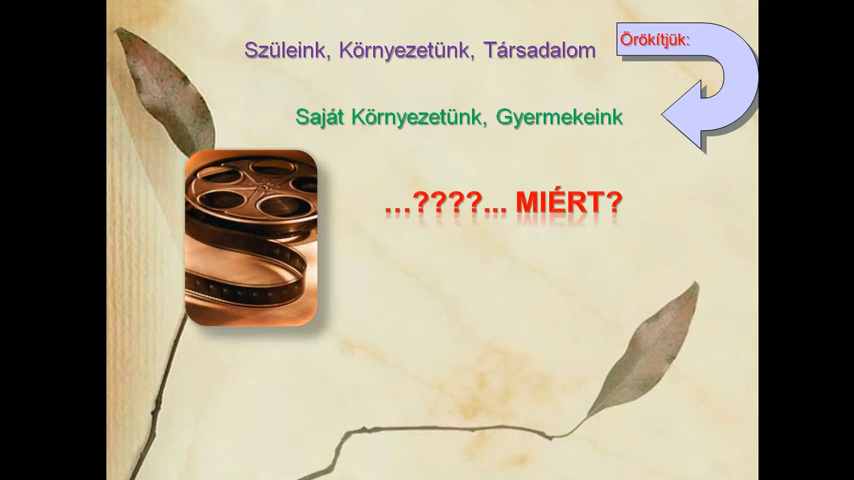 Szüleink, Környezetünk, Társadalom
Örökítjük:
Saját Környezetünk, Gyermekeink
...????... MIÉRT?